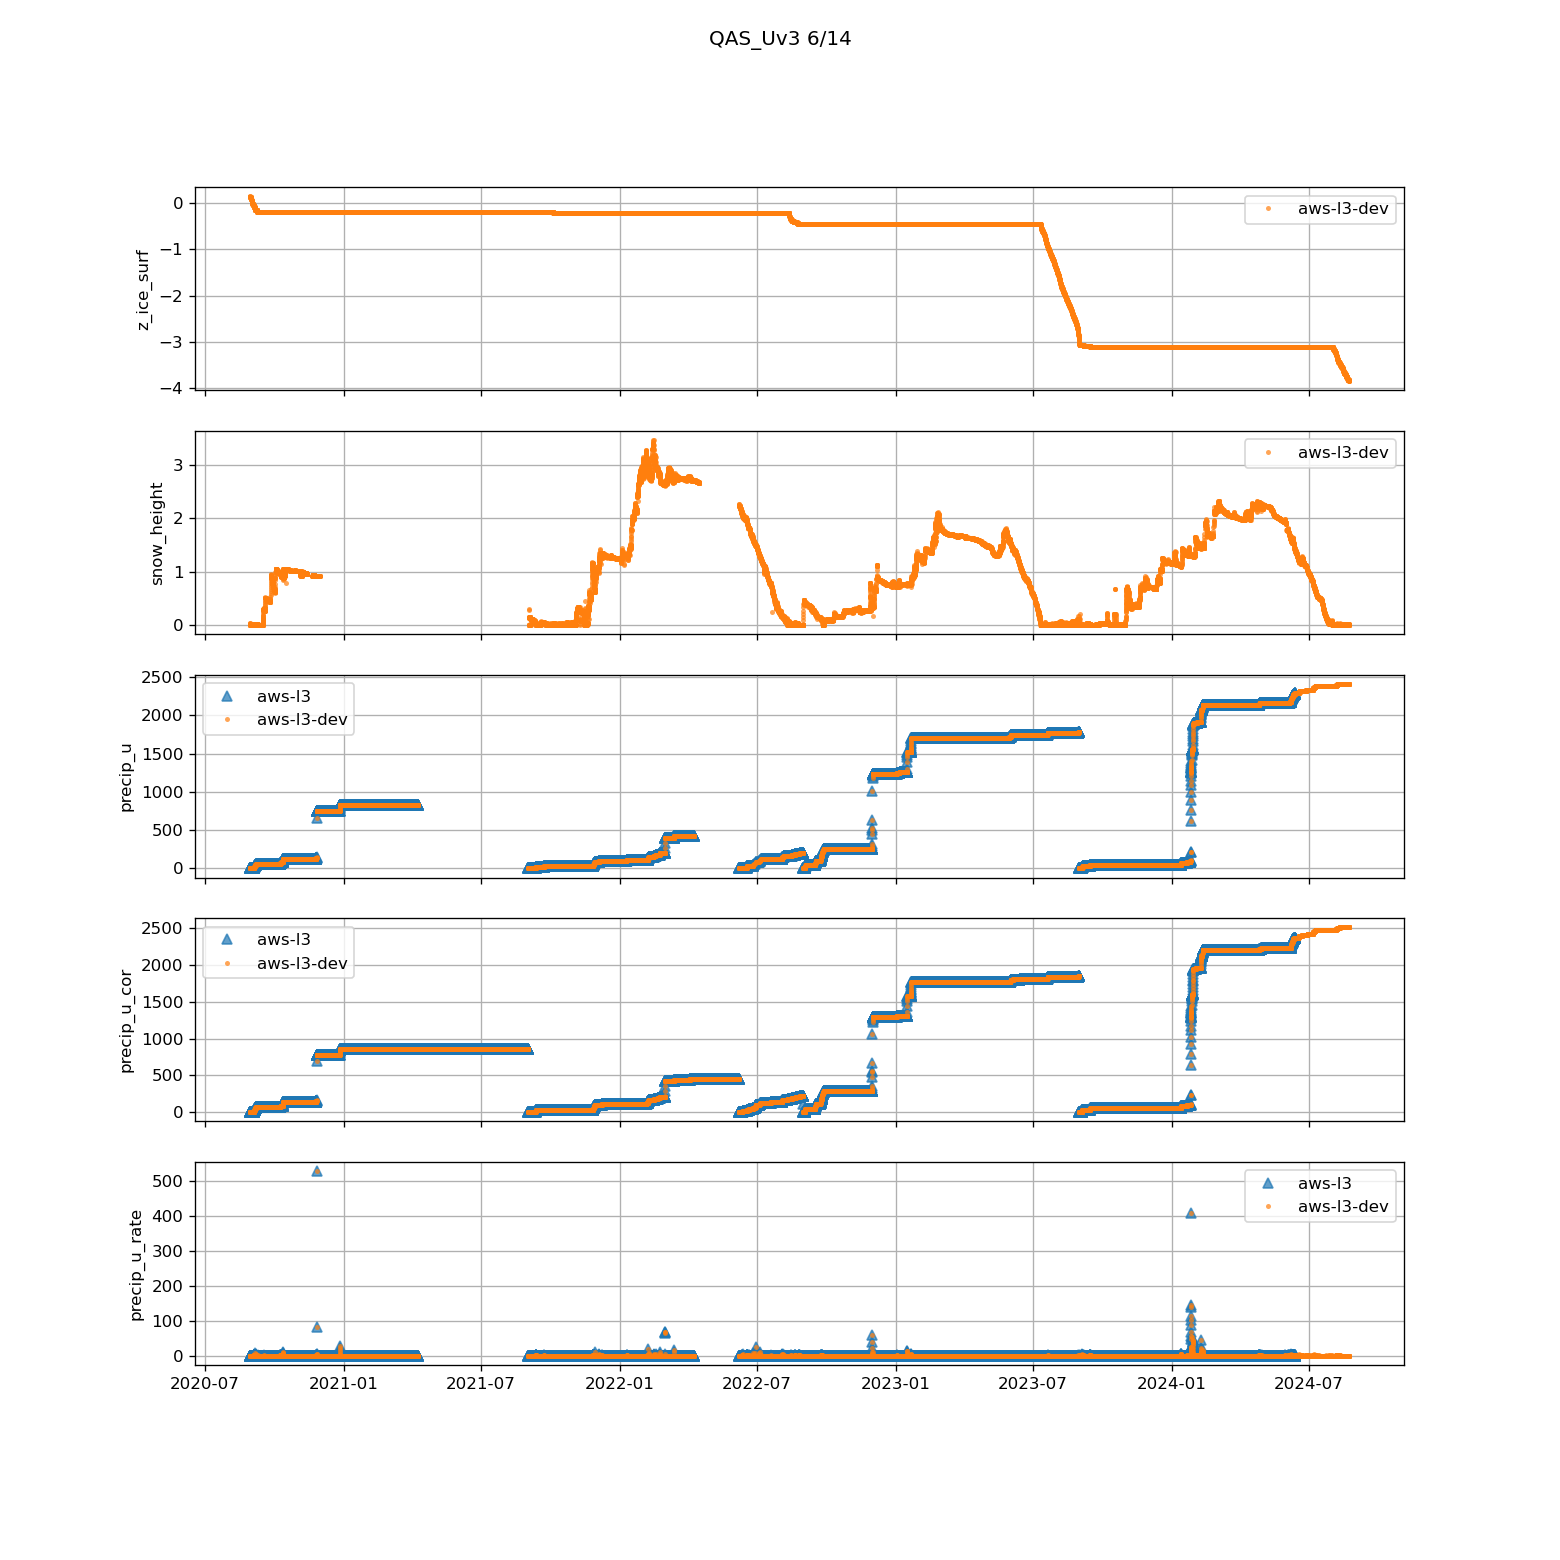 QAS_Uv3 6/14
0
−1
−2
−3
−4
z_ice_surf
aws-l3-dev
3
2
1
0
snow_height
aws-l3-dev
2500
2000
1500
1000
500
0
precip_u
aws-l3
aws-l3-dev
2500
2000
1500
1000
500
0
precip_u_cor
aws-l3
aws-l3-dev
500
400
300
200
100
0
precip_u_rate
aws-l3
aws-l3-dev
2020-07 2021-01 2021-07 2022-01 2022-07 2023-01 2023-07 2024-01 2024-07